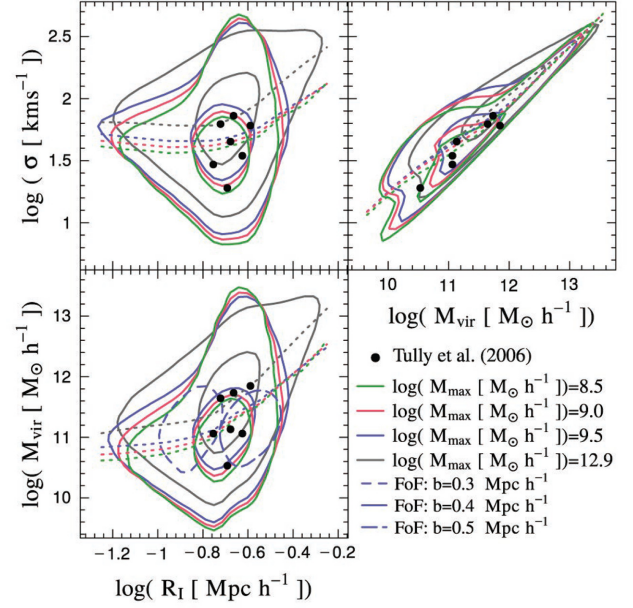 2.5
2
1.5
1
log( σ [ kms⁻¹ ])
10 11 12 13
log( M_vir [ M_⊙ h⁻¹ ])
13
12
11
10
log( M_vir [ M_⊙ h⁻¹ ])
−1.2 −1 −0.8 −0.6 −0.4 −0.2
log( R_I [ Mpc h⁻¹ ])
Tully et al. (2006)
log( M_max [ M_⊙ h⁻¹ ])=8.5
log( M_max [ M_⊙ h⁻¹ ])=9.0
log( M_max [ M_⊙ h⁻¹ ])=9.5
log( M_max [ M_⊙ h⁻¹ ])=12.9
FoF: b=0.3 Mpc h⁻¹
FoF: b=0.4 Mpc h⁻¹
FoF: b=0.5 Mpc h⁻¹